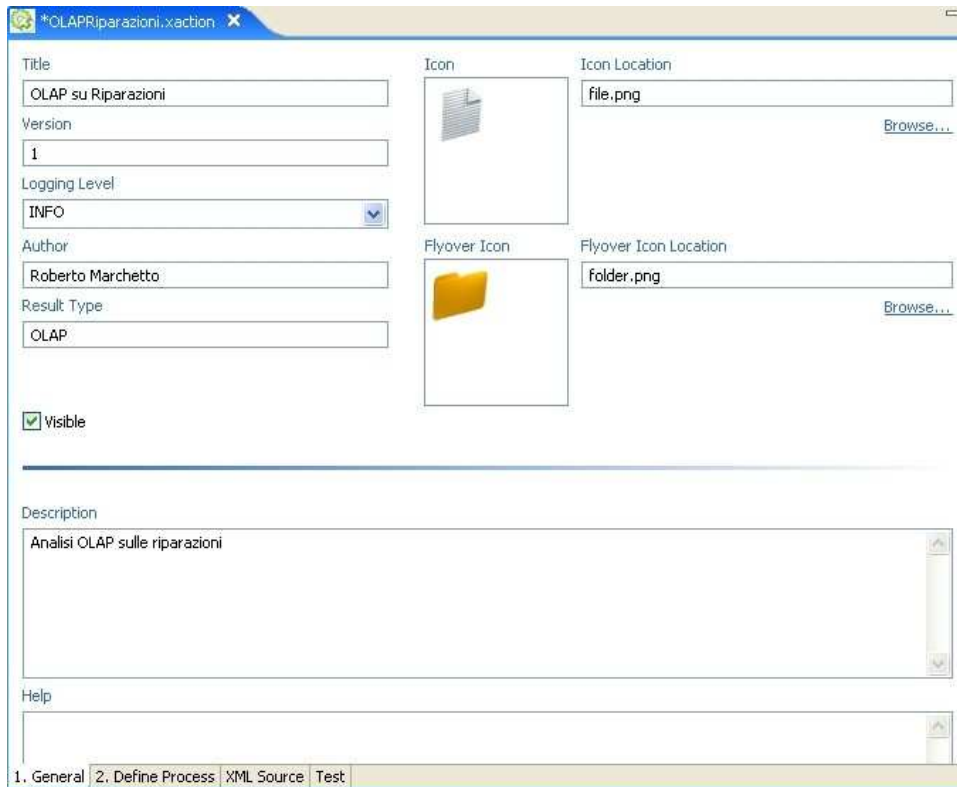 *OLAPRiparazioni.xaction
Title
OLAP su Riparazioni
Version
1
Logging Level
INFO
Author
Roberto Marchetto
Result Type
OLAP
Visible
Icon
Icon Location
file.png
Browse...
Flyover Icon
Flyover Icon Location
folder.png
Browse...
Description
Analisi OLAP sulle riparazioni
Help
1. General 2. Define Process XML Source Test